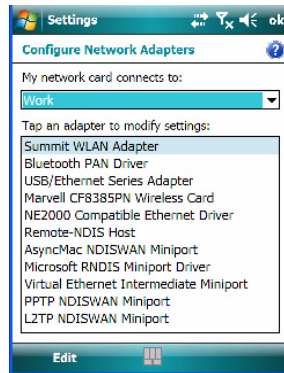 Settings
ok
Configure Network Adapters
?
My network card connects to:
Work
Tap an adapter to modify settings:
Summit WLAN Adapter
Bluetooth PAN Driver
USB/Ethernet Series Adapter
Marvell CF8385PN Wireless Card
NE2000 Compatible Ethernet Driver
Remote-NDIS Host
AsyncMac NDISWAN Miniport
Microsoft RNDIS Miniport Driver
Virtual Ethernet Intermediate Miniport
PPTP NDISWAN Miniport
L2TP NDISWAN Miniport
Edit